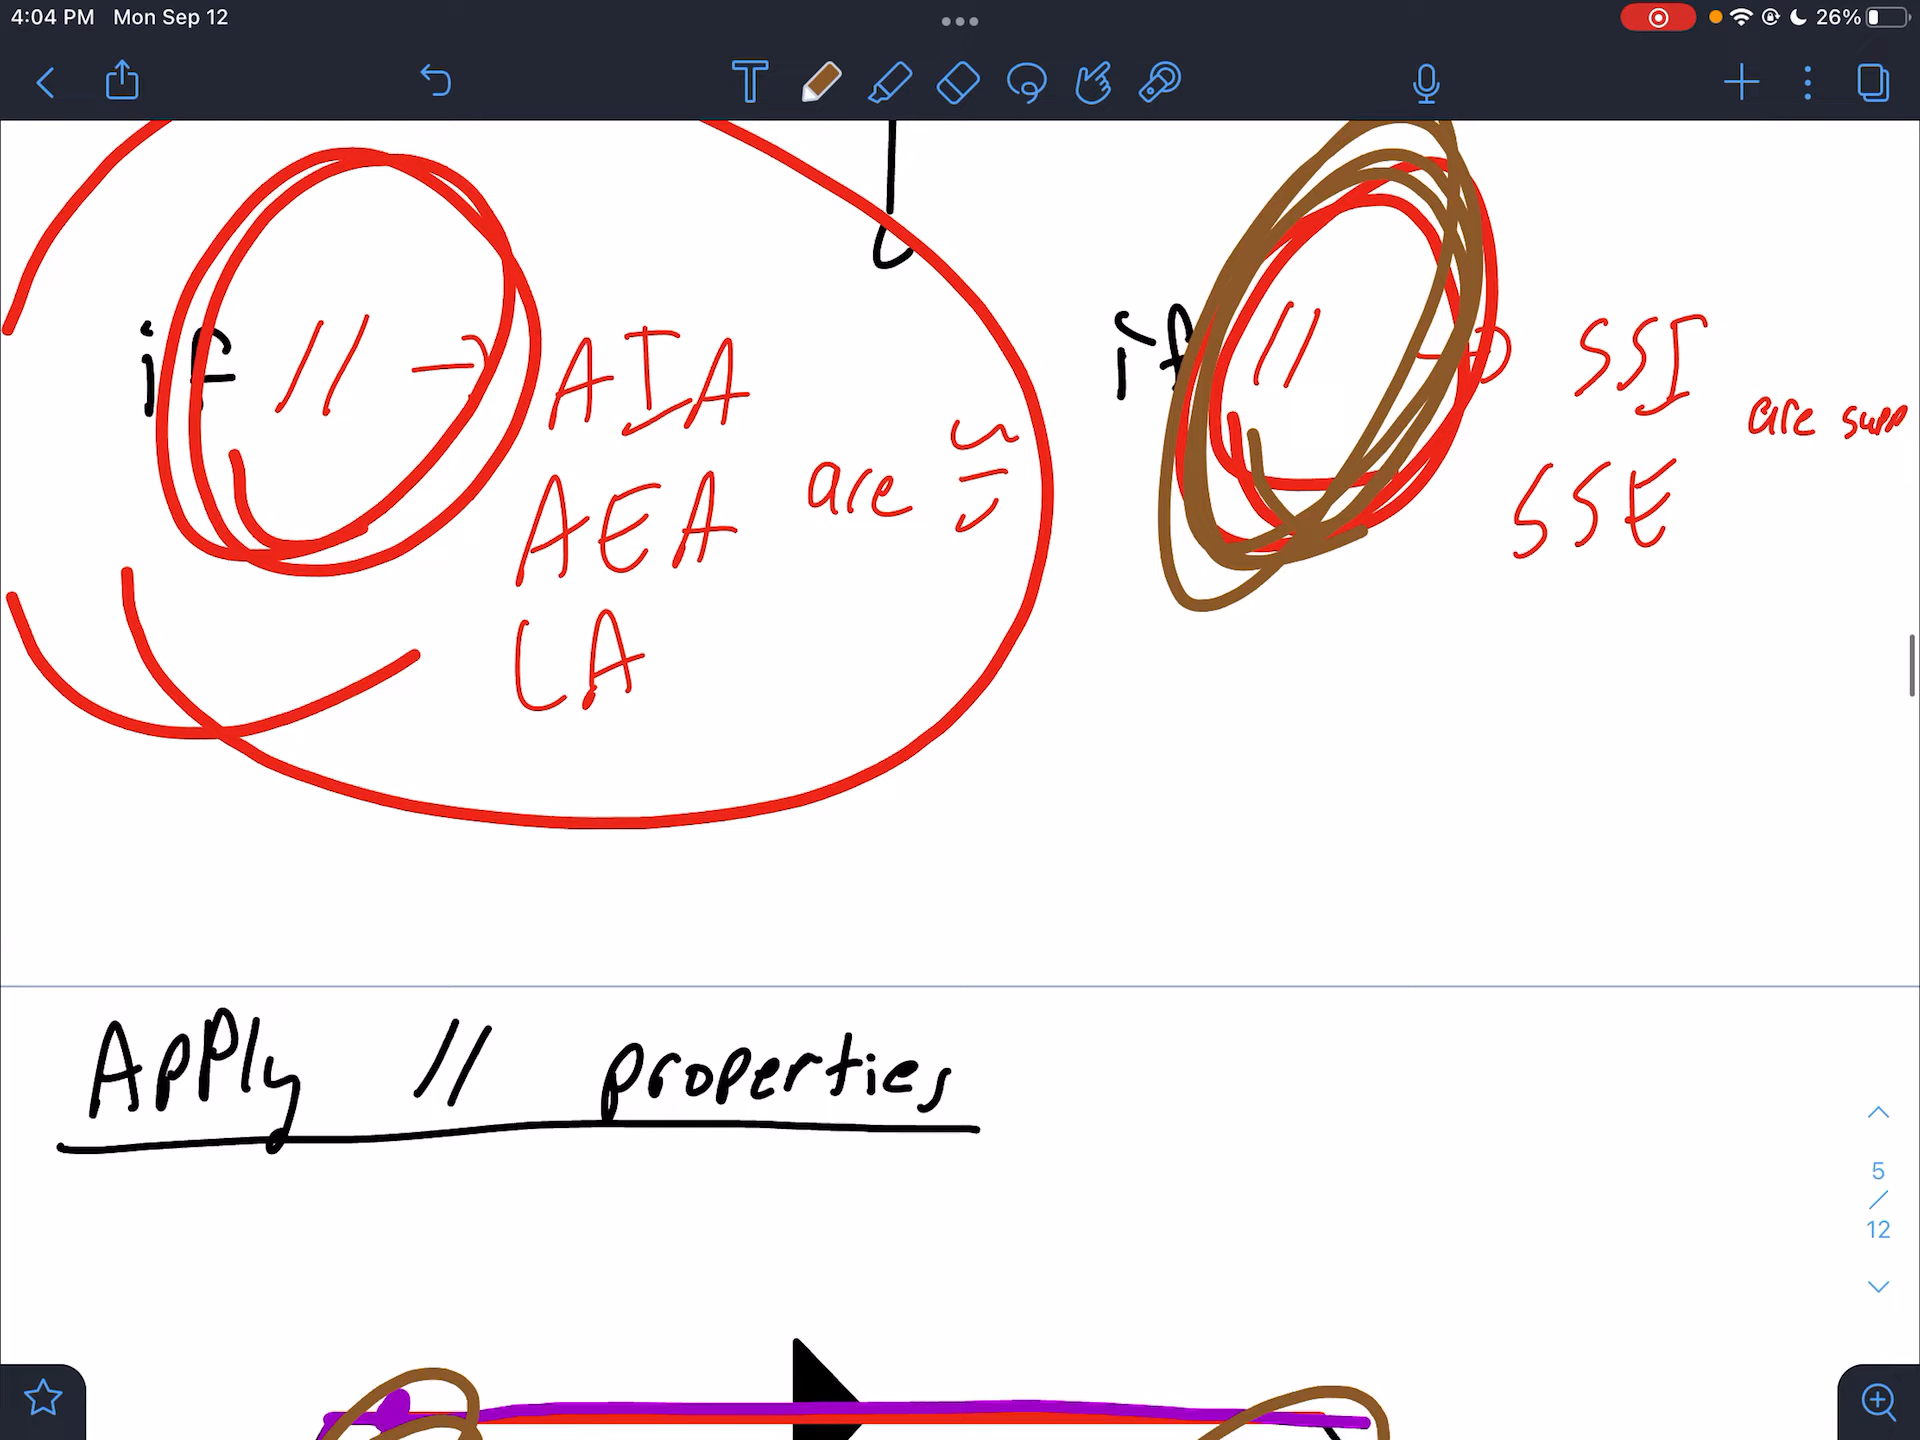 4:04 PM Mon Sep 12
26%
if // → AIA
AEA are ≅
CA
if // → SSI
are supp
SSE
Apply // properties
5
/
12